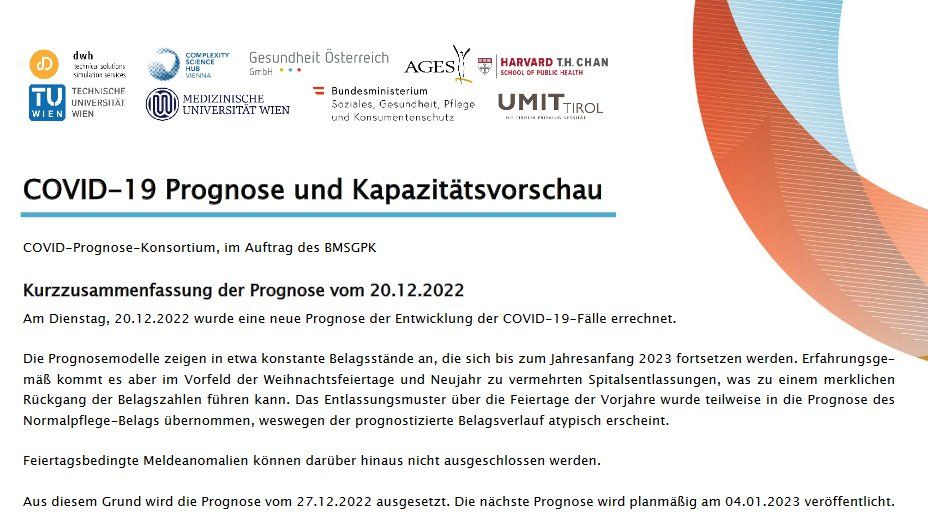 dwh
technical solutions
simulation services
COMPLEXITY
SCIENCE
HUB
VIENNA
Gesundheit Österreich
GmbH
AGES
HARVARD T.H. CHAN
SCHOOL OF PUBLIC HEALTH
TU
WIEN
TECHNISCHE
UNIVERSITÄT
WIEN
MEDIZINISCHE
UNIVERSITÄT WIEN
Bundesministerium
Soziales, Gesundheit, Pflege
und Konsumentenschutz
UMIT TIROL
DIE TIROLER PRIVATUNIVERSITÄT
COVID-19 Prognose und Kapazitätsvorschau
COVID-Prognose-Konsortium, im Auftrag des BMSGPK
Kurzzusammenfassung der Prognose vom 20.12.2022
Am Dienstag, 20.12.2022 wurde eine neue Prognose der Entwicklung der COVID-19-Fälle errechnet.
Die Prognosemodelle zeigen in etwa konstante Belagsstände an, die sich bis zum Jahresanfang 2023 fortsetzen werden. Erfahrungsge-
mäß kommt es aber im Vorfeld der Weihnachtsfeiertage und Neujahr zu vermehrten Spitalsentlassungen, was zu einem merklichen
Rückgang der Belagszahlen führen kann. Das Entlassungsmuster über die Feiertage der Vorjahre wurde teilweise in die Prognose des
Normalpflege-Belags übernommen, weswegen der prognostizierte Belagsverlauf atypisch erscheint.
Feiertagsbedingte Meldeanomalien können darüber hinaus nicht ausgeschlossen werden.
Aus diesem Grund wird die Prognose vom 27.12.2022 ausgesetzt. Die nächste Prognose wird planmäßig am 04.01.2023 veröffentlicht.